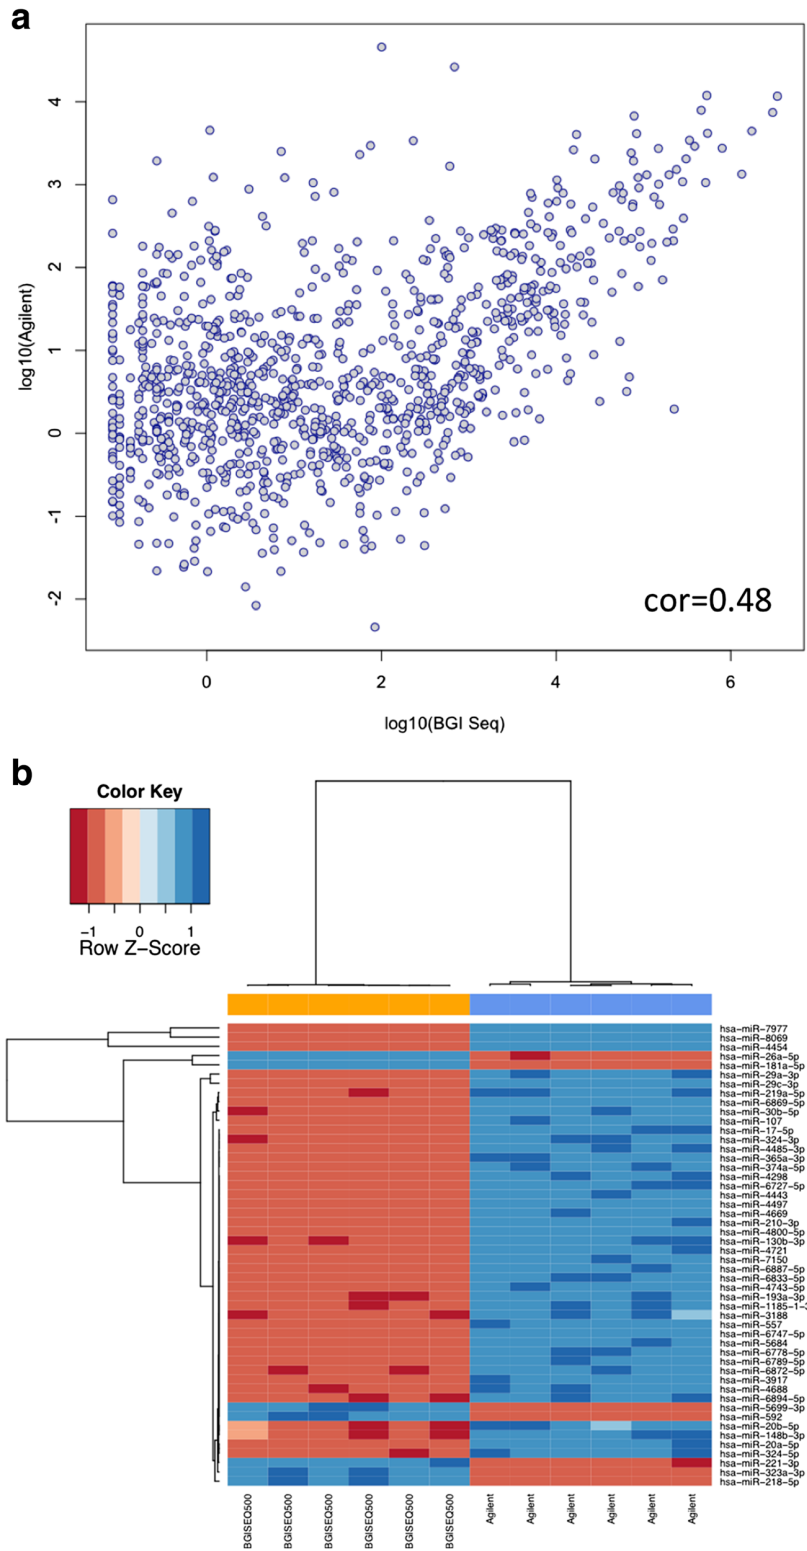 a
4
3
2
1
0
-1
-2
log10(Agilent)
cor=0.48
0 2 4 6
log10(BGI Seq)
b
Color Key
−1 0 1
Row Z−Score
hsa−miR−7977
hsa−miR−8069
hsa−miR−4454
hsa−miR−26a−5p
hsa−miR−181a−5p
hsa−miR−29a−3p
hsa−miR−29c−3p
hsa−miR−219a−5p
hsa−miR−6869−5p
hsa−miR−30b−5p
hsa−miR−107
hsa−miR−17−5p
hsa−miR−324−3p
hsa−miR−4485−3p
hsa−miR−365a−3p
hsa−miR−374a−5p
hsa−miR−4298
hsa−miR−6727−5p
hsa−miR−4443
hsa−miR−4497
hsa−miR−4669
hsa−miR−210−3p
hsa−miR−4800−5p
hsa−miR−130b−3p
hsa−miR−4721
hsa−miR−7150
hsa−miR−6887−5p
hsa−miR−6833−5p
hsa−miR−4743−5p
hsa−miR−193a−3p
hsa−miR−1185−1−3
hsa−miR−3188
hsa−miR−557
hsa−miR−6747−5p
hsa−miR−5684
hsa−miR−6778−5p
hsa−miR−6789−5p
hsa−miR−6872−5p
hsa−miR−3917
hsa−miR−4688
hsa−miR−6894−5p
hsa−miR−5699−3p
hsa−miR−592
hsa−miR−20b−5p
hsa−miR−148b−3p
hsa−miR−20a−5p
hsa−miR−324−5p
hsa−miR−221−3p
hsa−miR−323a−3p
hsa−miR−218−5p
BGISEQ500
BGISEQ500
BGISEQ500
BGISEQ500
BGISEQ500
BGISEQ500
Agilent
Agilent
Agilent
Agilent
Agilent
Agilent